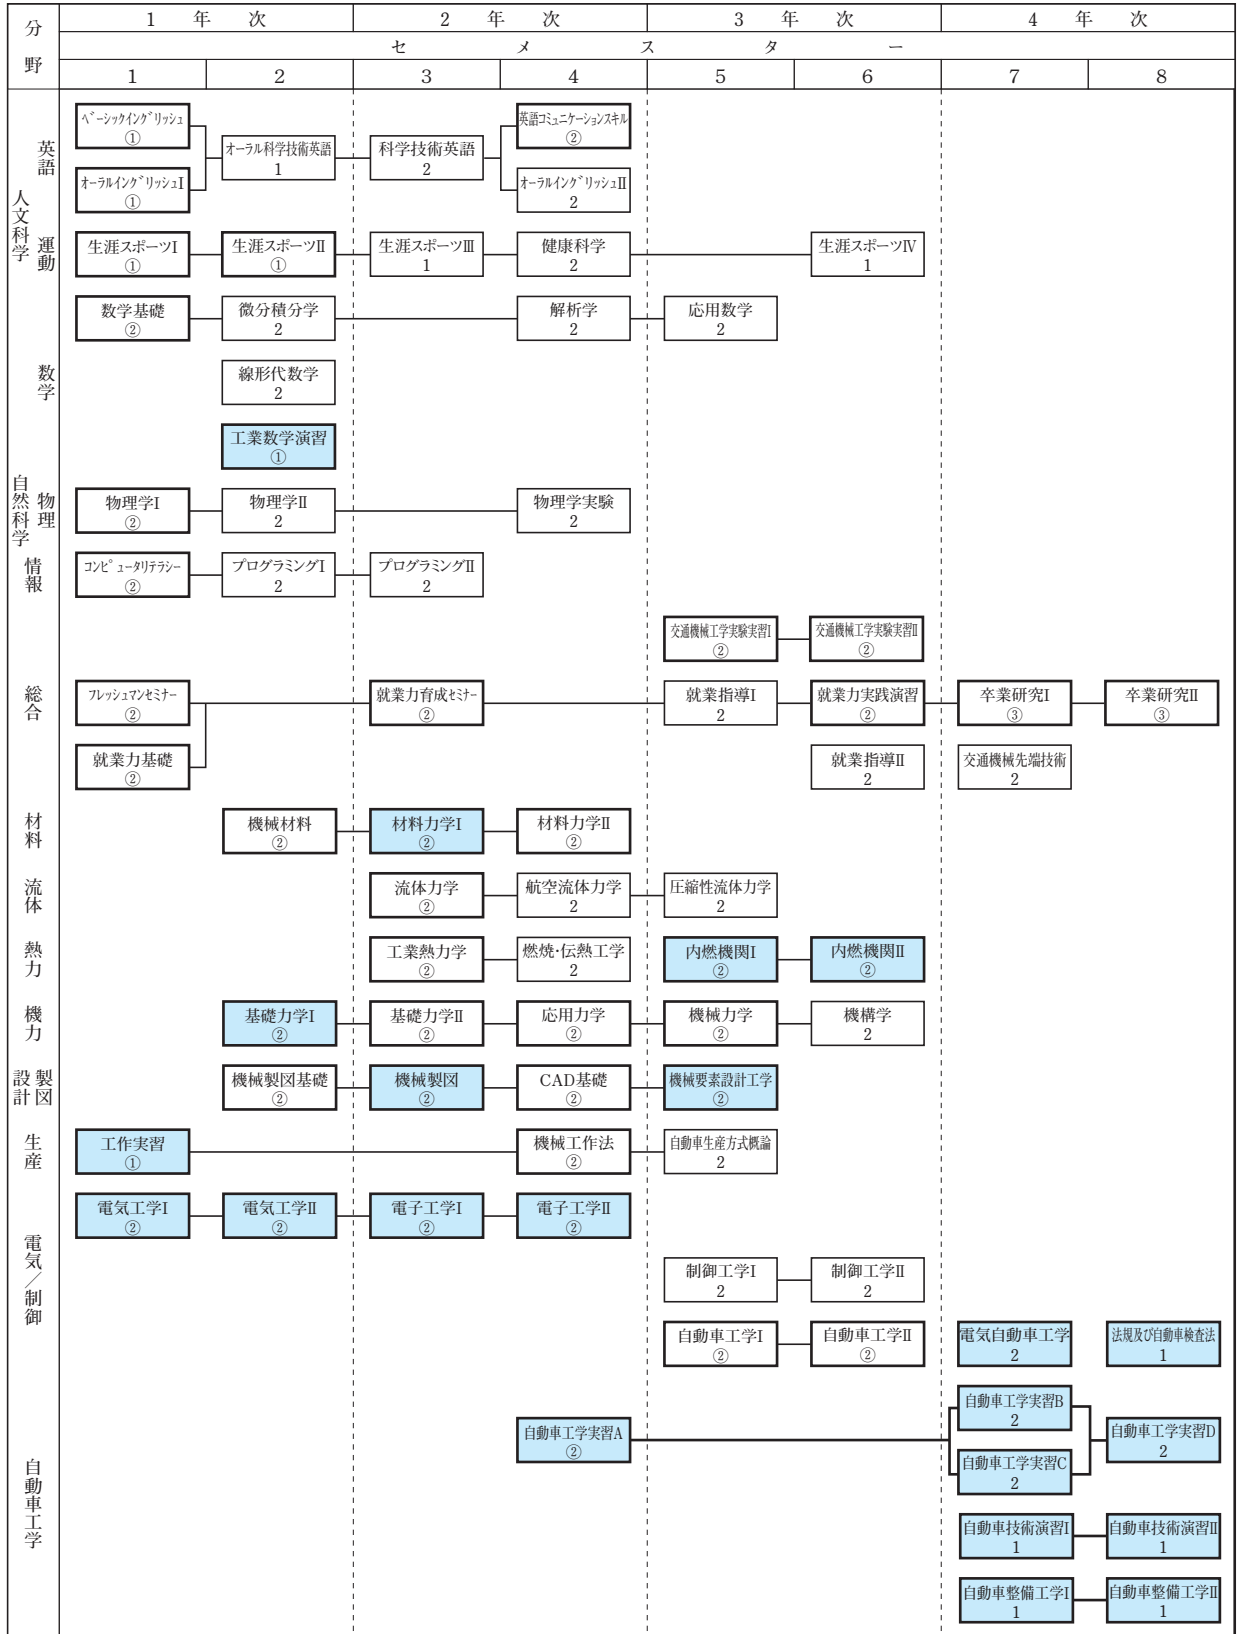 分野
1 年 次
2 年 次
3 年 次
4 年 次
セ メ ス タ ー
1 2 3 4 5 6 7 8
人文科学
英語
ベーシックイングリッシュ
①
オーラルイングリッシュⅠ
①
オーラル科学技術英語
1
科学技術英語
2
英語コミュニケーションスキル
②
オーラルイングリッシュⅡ
2
運動
生涯スポーツⅠ
①
生涯スポーツⅡ
①
生涯スポーツⅢ
1
健康科学
2
生涯スポーツⅣ
1
自然科学
数学
数学基礎
②
微分積分学
2
解析学
2
応用数学
2
線形代数学
2
工業数学演習
①
物理
物理学Ⅰ
②
物理学Ⅱ
2
物理学実験
2
情報
コンピュータリテラシー
②
プログラミングⅠ
2
プログラミングⅡ
2
総合
交通機械工学実験実習Ⅰ
②
交通機械工学実験実習Ⅱ
②
フレッシュマンセミナー
②
就業力育成セミナー
②
就業指導Ⅰ
2
就業力実践演習
②
卒業研究Ⅰ
③
卒業研究Ⅱ
③
就業力基礎
②
就業指導Ⅱ
2
交通機械先端技術
2
材料
機械材料
②
材料力学Ⅰ
②
材料力学Ⅱ
②
流体
流体力学
②
航空流体力学
2
圧縮性流体力学
2
熱力
工業熱力学
②
燃焼・伝熱工学
2
内燃機関Ⅰ
②
内燃機関Ⅱ
②
機力
基礎力学Ⅰ
②
基礎力学Ⅱ
②
応用力学
②
機械力学
②
機構学
2
設計製図
機械製図基礎
②
機械製図
②
CAD基礎
②
機械要素設計工学
②
生産
工作実習
①
機械工作法
②
自動車生産方式概論
2
電気／制御
電気工学Ⅰ
②
電気工学Ⅱ
②
電子工学Ⅰ
②
電子工学Ⅱ
②
制御工学Ⅰ
2
制御工学Ⅱ
2
自動車工学
自動車工学Ⅰ
②
自動車工学Ⅱ
②
電気自動車工学
2
法規及び自動車検査法
1
自動車工学実習A
②
自動車工学実習B
2
自動車工学実習C
2
自動車工学実習D
2
自動車技術演習Ⅰ
1
自動車技術演習Ⅱ
1
自動車整備工学Ⅰ
1
自動車整備工学Ⅱ
1